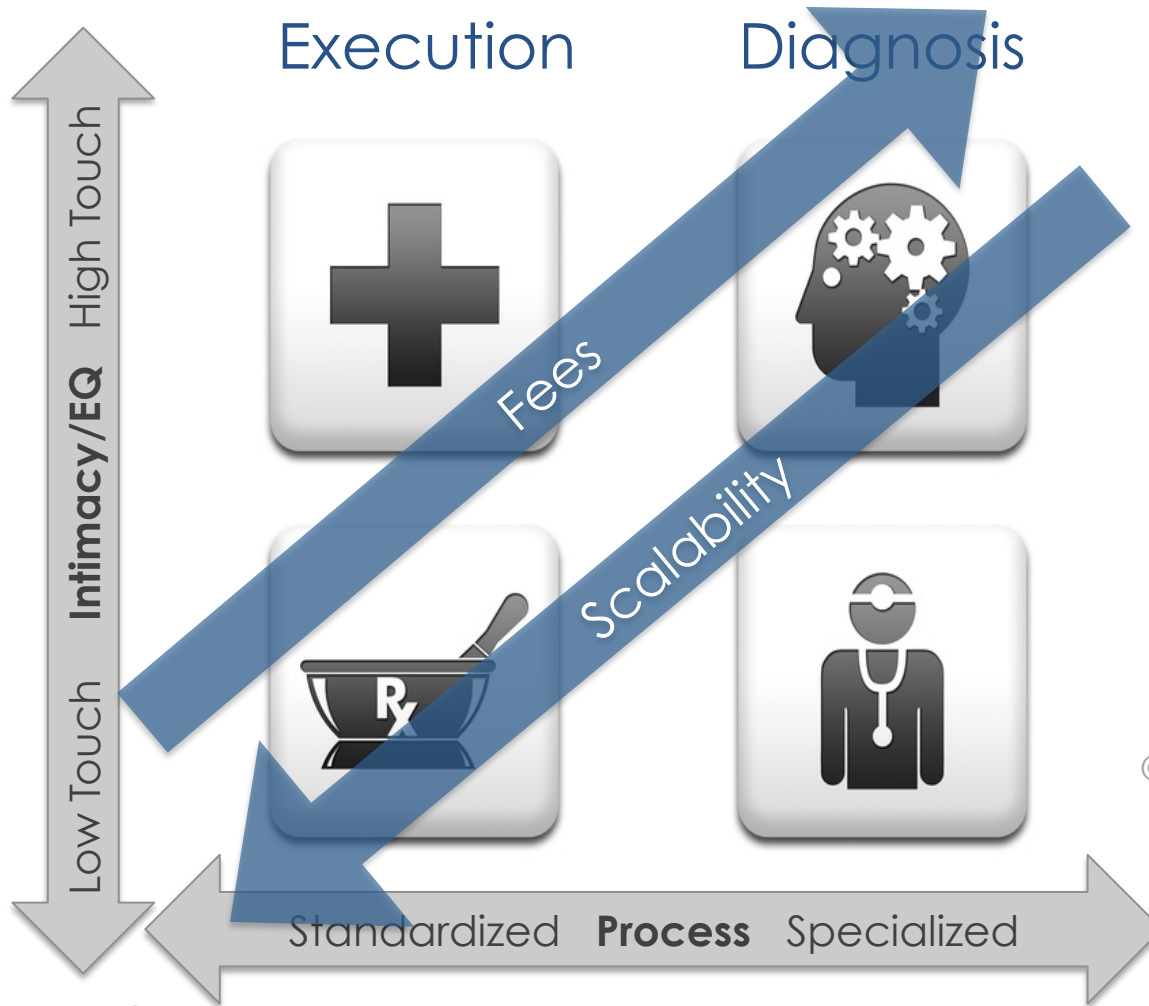 Execution
Diagnosis
High Touch
Intimacy/EQ
Low Touch
Fees
Scalability
Rx
Standardized Process Specialized
©